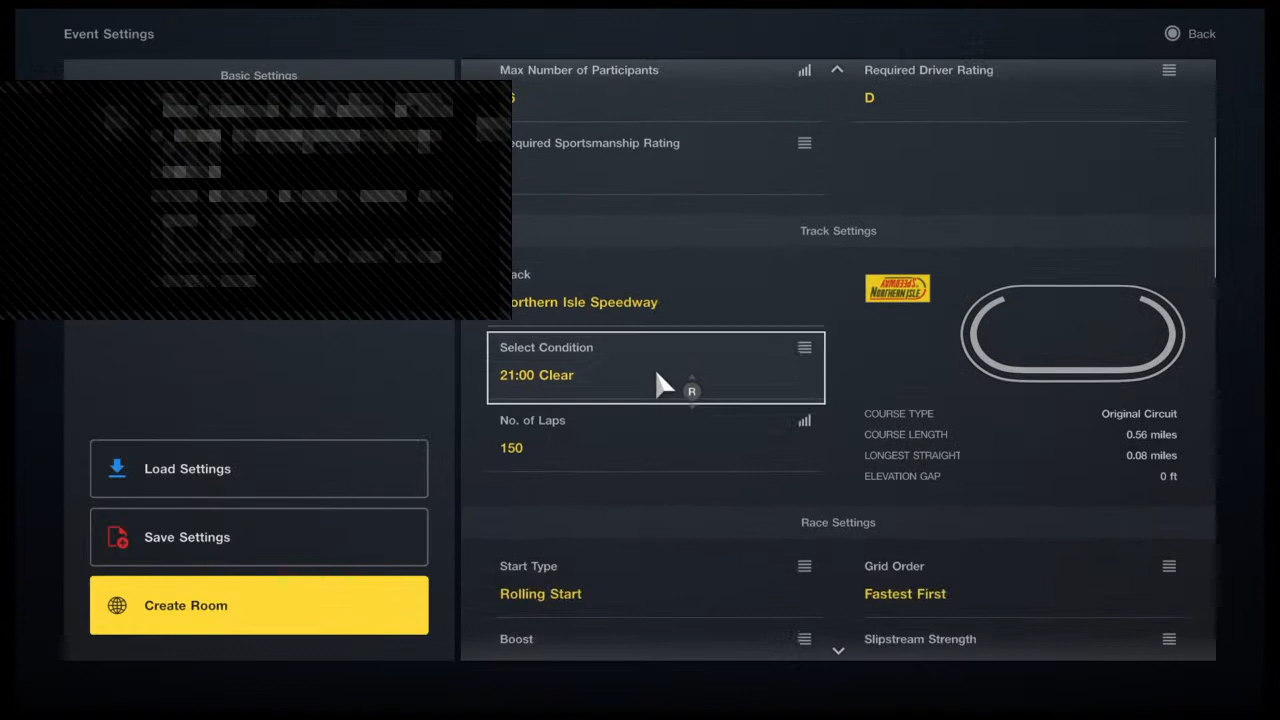 Event Settings
Back
Basic Settings
Max Number of Participants
Required Driver Rating
D
Sportsmanship Rating
Track Settings
Isle Speedway
NORTHERN ISLE
SPEEDWAY
Select Condition
21:00 Clear
R
No. of Laps
150
COURSE TYPE Original Circuit
COURSE LENGTH 0.56 miles
LONGEST STRAIGHT 0.08 miles
ELEVATION GAP 0 ft
Load Settings
Save Settings
Create Room
Race Settings
Start Type
Rolling Start
Grid Order
Fastest First
Boost
Slipstream Strength